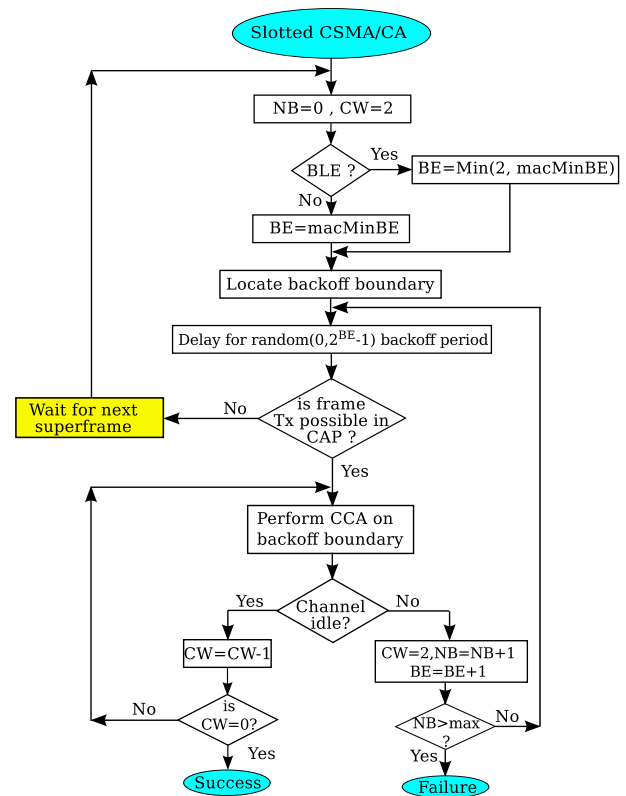 Slotted CSMA/CA
NB=0 , CW=2
BLE ?
Yes
BE=Min(2, macMinBE)
No
BE=macMinBE
Locate backoff boundary
Delay for random(0,2^BE-1) backoff period
is frame
Tx possible in
CAP ?
No
Wait for next
superframe
Yes
Perform CCA on
backoff boundary
Channel
idle?
Yes
No
CW=CW-1
CW=2,NB=NB+1
BE=BE+1
is
CW=0?
No
Yes
NB>max
?
No
Yes
Success
Failure